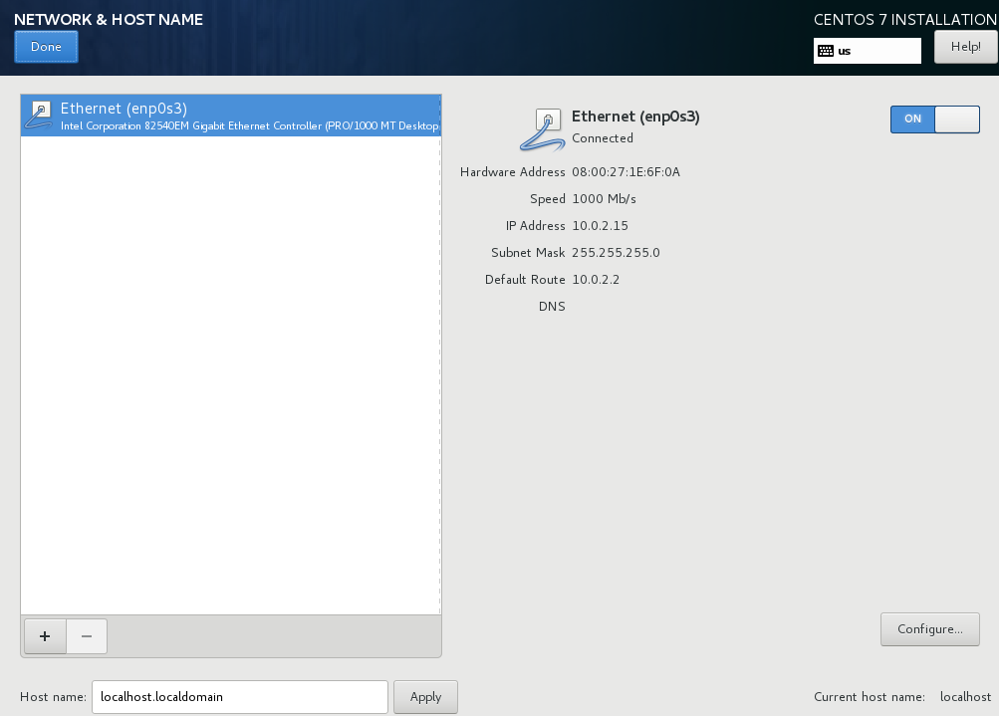 NETWORK & HOST NAME
CENTOS 7 INSTALLATION
Done
us
Help!
Ethernet (enp0s3)
Intel Corporation 82540EM Gigabit Ethernet Controller (PRO/1000 MT Desktop
Ethernet (enp0s3)
Connected
ON
Hardware Address 08:00:27:1E:6F:0A
Speed 1000 Mb/s
IP Address 10.0.2.15
Subnet Mask 255.255.255.0
Default Route 10.0.2.2
DNS
+ −
Configure...
Host name: localhost.localdomain Apply
Current host name: localhost